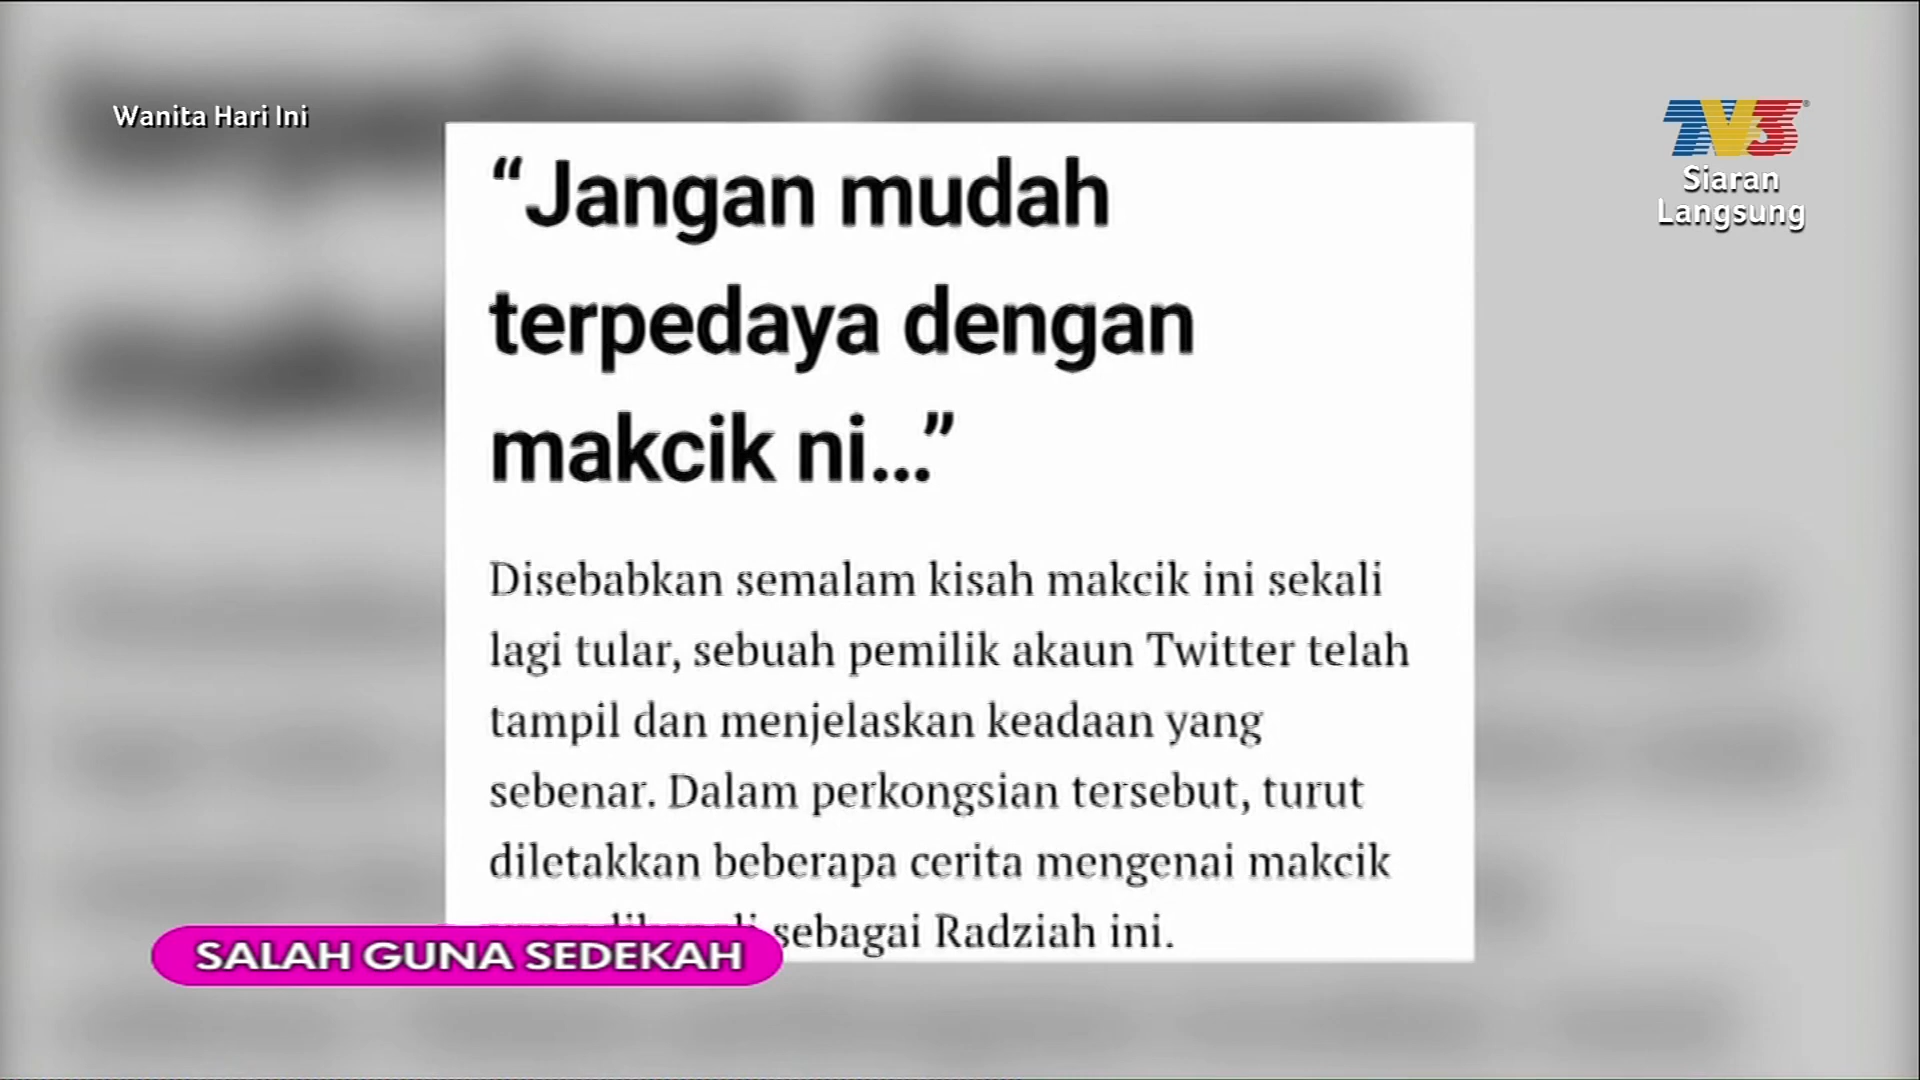 Wanita Hari Ini
TV3
Siaran
Langsung
“Jangan mudah
terpedaya dengan
makcik ni...”
Disebabkan semalam kisah makcik ini sekali
lagi tular, sebuah pemilik akaun Twitter telah
tampil dan menjelaskan keadaan yang
sebenar. Dalam perkongsian tersebut, turut
diletakkan beberapa cerita mengenai makcik
sebagai Radziah ini.
SALAH GUNA SEDEKAH